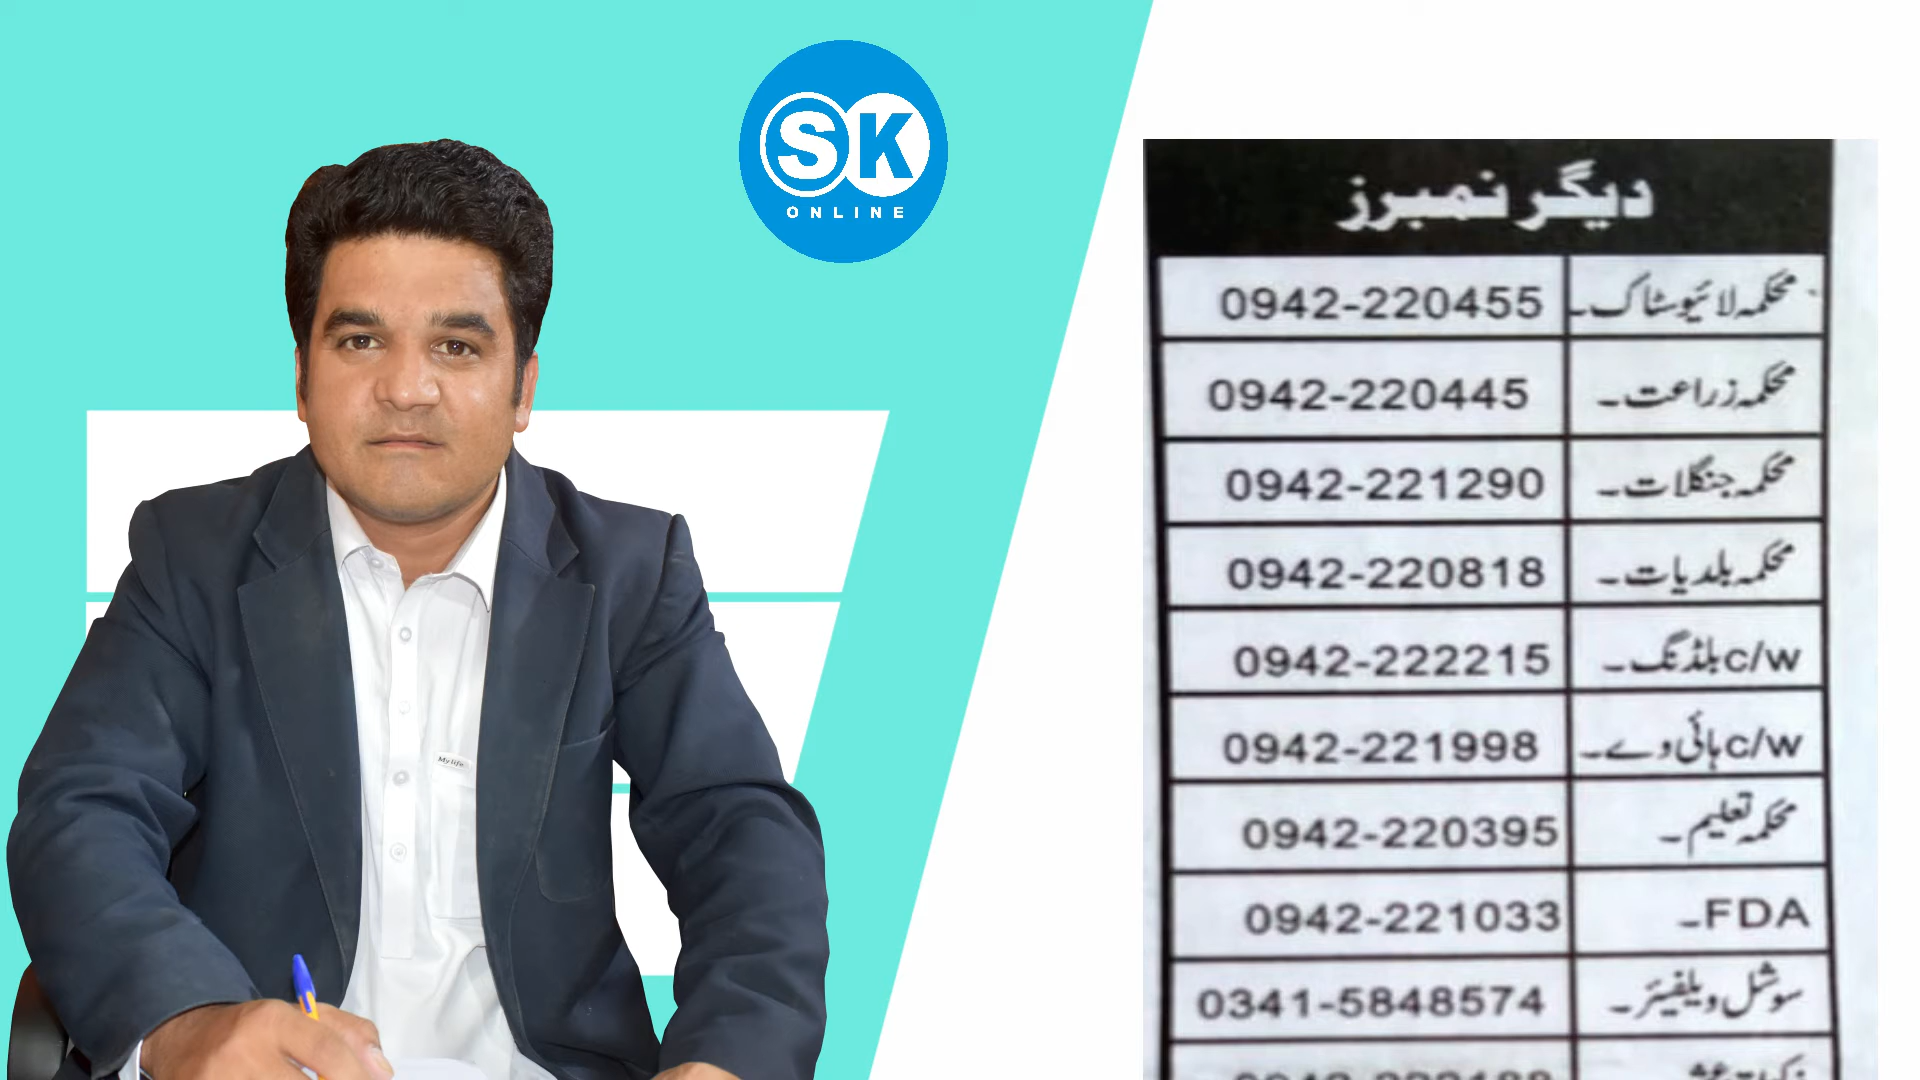 SK
ONLINE
My life
دیگر نمبرز
محکمہ لائیوسٹاک۔ 0942-220455
محکمہ زراعت۔ 0942-220445
محکمہ جنگلات۔ 0942-221290
محکمہ بلدیات۔ 0942-220818
c/w بلڈنگ۔ 0942-222215
c/w ہائی وے۔ 0942-221998
محکمہ تعلیم۔ 0942-220395
FDA۔ 0942-221033
سوشل ویلفیئر۔ 0341-5848574